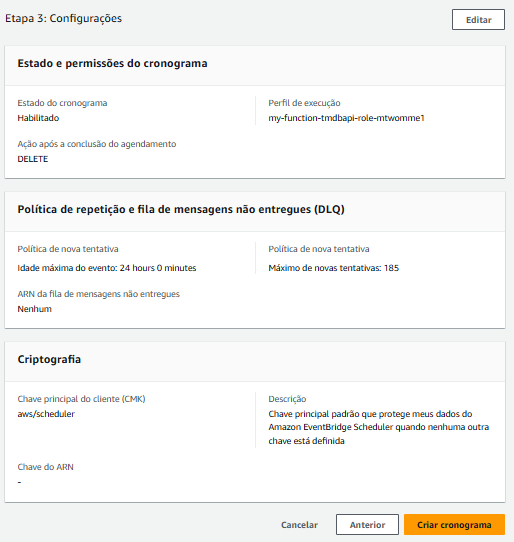 Etapa 3: Configurações
Editar
Estado e permissões do cronograma
Estado do cronograma
Habilitado
Perfil de execução
my-function-tmdbapi-role-mtwomme1
Ação após a conclusão do agendamento
DELETE
Política de repetição e fila de mensagens não entregues (DLQ)
Política de nova tentativa
Idade máxima do evento: 24 hours 0 minutes
Política de nova tentativa
Máximo de novas tentativas: 185
ARN da fila de mensagens não entregues
Nenhum
Criptografia
Chave principal do cliente (CMK)
aws/scheduler
Descrição
Chave principal padrão que protege meus dados do
Amazon EventBridge Scheduler quando nenhuma outra
chave está definida
Chave do ARN
-
Cancelar
Anterior
Criar cronograma